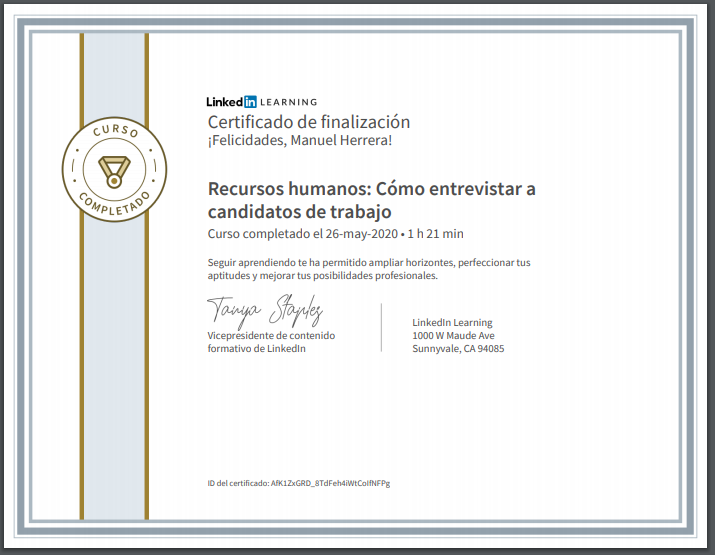 Linked in LEARNING
Certificado de finalización
¡Felicidades, Manuel Herrera!
CURSO
COMPLETADO
Recursos humanos: Cómo entrevistar a
candidatos de trabajo
Curso completado el 26-may-2020 • 1 h 21 min
Seguir aprendiendo te ha permitido ampliar horizontes, perfeccionar tus
aptitudes y mejorar tus posibilidades profesionales.
Tanya Staples
Vicepresidente de contenido
formativo de LinkedIn
LinkedIn Learning
1000 W Maude Ave
Sunnyvale, CA 94085
ID del certificado: AfK1ZxGRD_8TdFeh4iWtCoIfNFPg